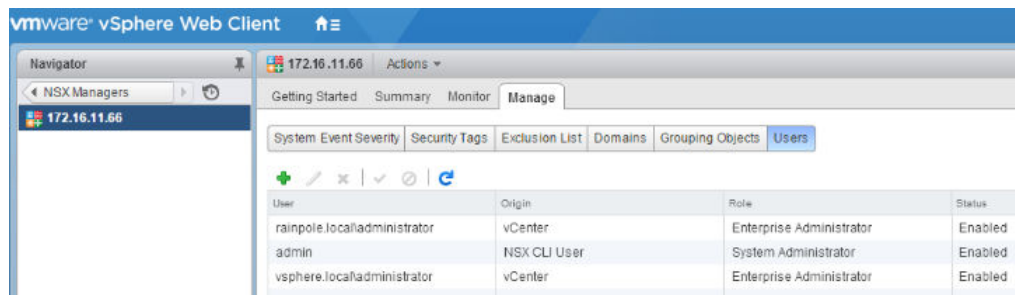 vmware® vSphere Web Client
Navigator
172.16.11.66 Actions
NSX Managers
Getting Started Summary Monitor Manage
172.16.11.66
System Event Severity Security Tags Exclusion List Domains Grouping Objects Users
User Origin Role Status
rainpole.local\administrator vCenter Enterprise Administrator Enabled
admin NSX CLI User System Administrator Enabled
vsphere.local\administrator vCenter Enterprise Administrator Enabled